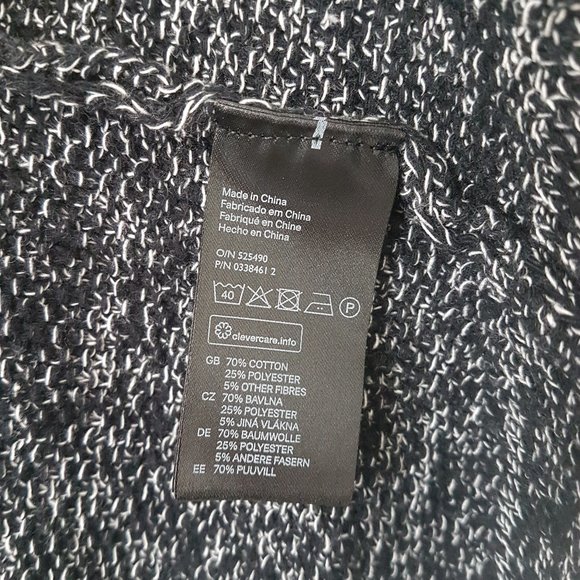 Made in China
Fabricado em China
Fabriqué en Chine
Hecho en China
O/N 525490
P/N 0338461 2
40 P
clevercare.info
GB 70% COTTON
25% POLYESTER
5% OTHER FIBRES
CZ 70% BAVLNA
25% POLYESTER
5% JINÁ VLÁKNA
DE 70% BAUMWOLLE
25% POLYESTER
5% ANDERE FASERN
EE 70% PUUVILL